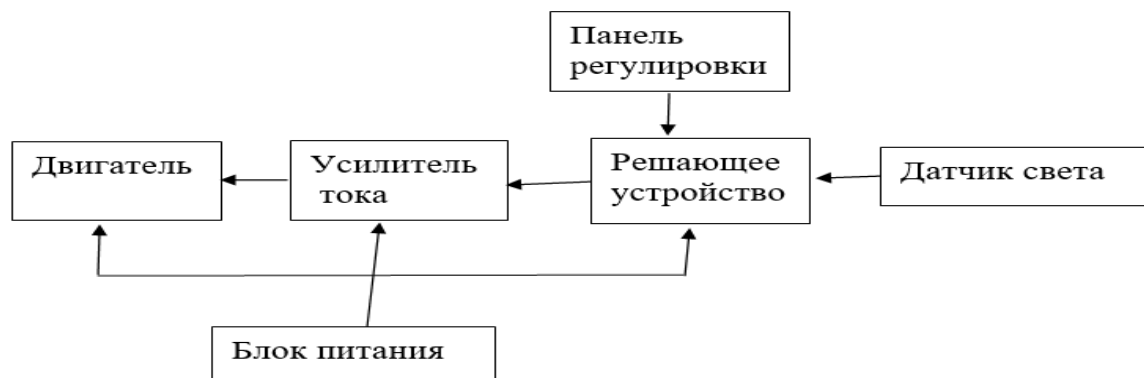 Панель
регулировки
Двигатель
Усилитель
тока
Решающее
устройство
Датчик света
Блок питания